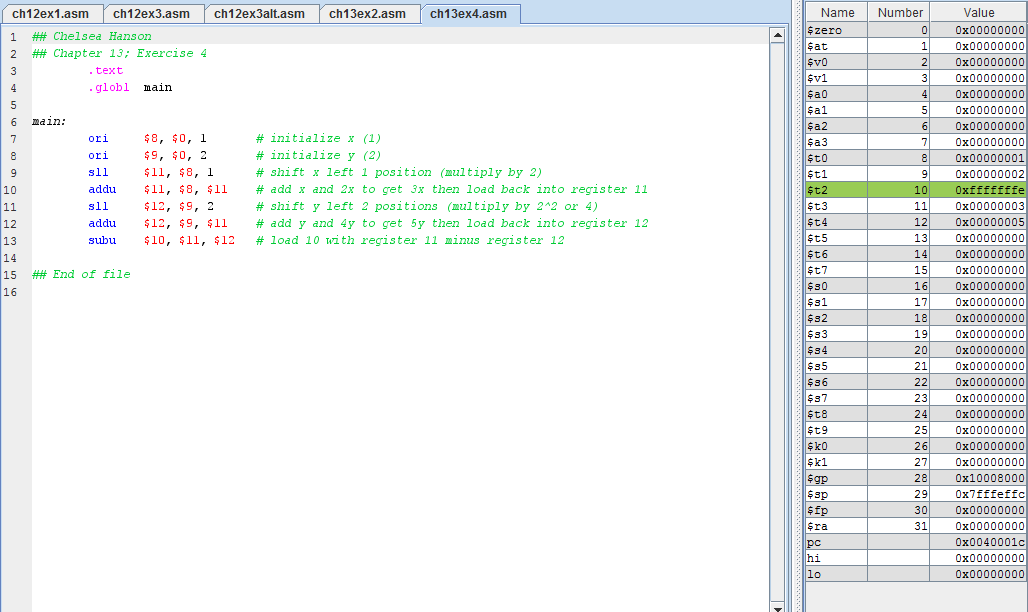 ch12ex1.asm ch12ex3.asm ch12ex3alt.asm ch13ex2.asm ch13ex4.asm
1 ## Chelsea Hanson
2 ## Chapter 13; Exercise 4
3 .text
4 .globl main
5
6 main:
7 ori $8, $0, 1 # initialize x (1)
8 ori $9, $0, 2 # initialize y (2)
9 sll $11, $8, 1 # shift x left 1 position (multiply by 2)
10 addu $11, $8, $11 # add x and 2x to get 3x then load back into register 11
11 sll $12, $9, 2 # shift y left 2 positions (multiply by 2^2 or 4)
12 addu $12, $9, $11 # add y and 4y to get 5y then load back into register 12
13 subu $10, $11, $12 # load 10 with register 11 minus register 12
14
15 ## End of file
16
Name Number Value
$zero 0 0x00000000
$at 1 0x00000000
$v0 2 0x00000000
$v1 3 0x00000000
$a0 4 0x00000000
$a1 5 0x00000000
$a2 6 0x00000000
$a3 7 0x00000000
$t0 8 0x00000001
$t1 9 0x00000002
$t2 10 0xfffffffe
$t3 11 0x00000003
$t4 12 0x00000005
$t5 13 0x00000000
$t6 14 0x00000000
$t7 15 0x00000000
$s0 16 0x00000000
$s1 17 0x00000000
$s2 18 0x00000000
$s3 19 0x00000000
$s4 20 0x00000000
$s5 21 0x00000000
$s6 22 0x00000000
$s7 23 0x00000000
$t8 24 0x00000000
$t9 25 0x00000000
$k0 26 0x00000000
$k1 27 0x00000000
$gp 28 0x10008000
$sp 29 0x7fffeffc
$fp 30 0x00000000
$ra 31 0x00000000
pc 0x0040001c
hi 0x00000000
lo 0x00000000